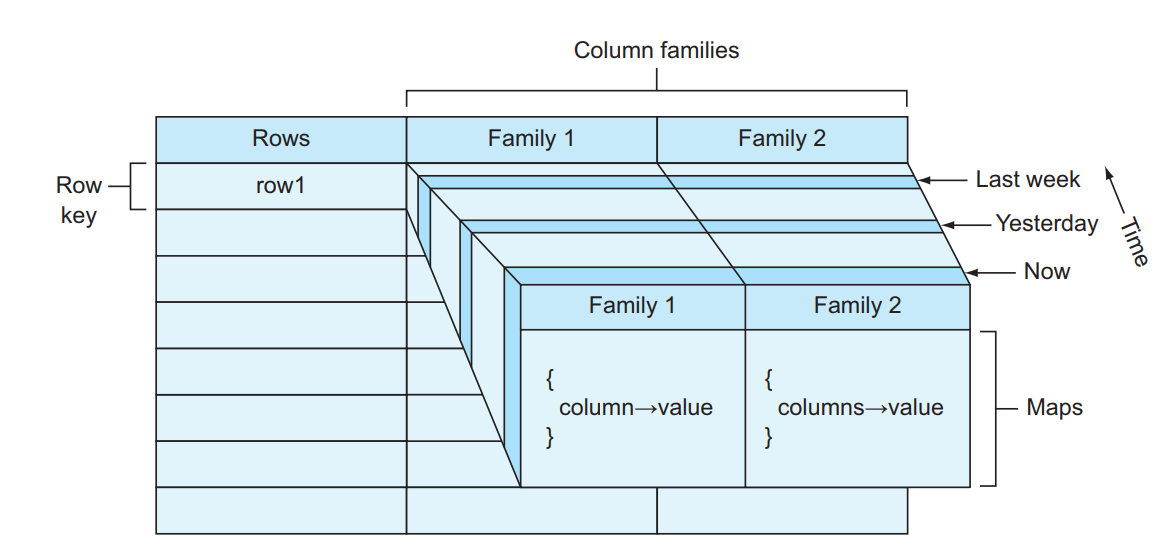 Column families
Rows
Family 1
Family 2
Row
key
row1
Last week
Yesterday
Now
Time
Family 1
Family 2
{
column→value
}
{
columns→value
}
Maps